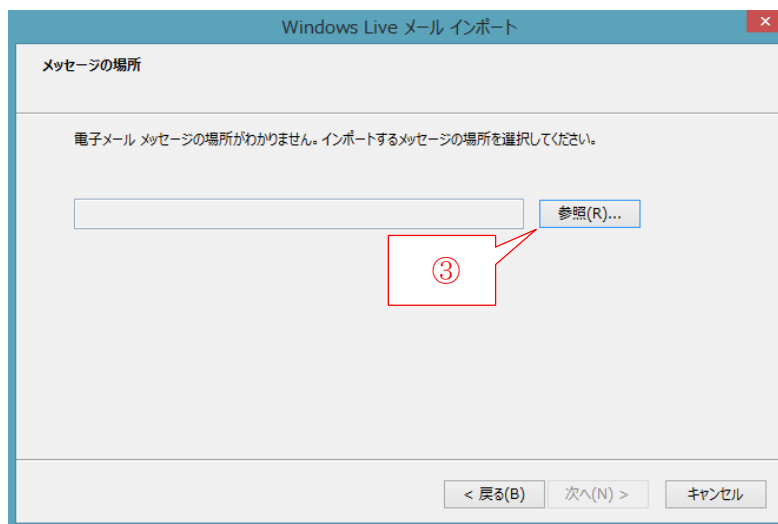 Windows Live メール インポート
メッセージの場所
電子メール メッセージの場所がわかりません。インポートするメッセージの場所を選択してください。
参照(R)...
③
< 戻る(B)
次へ(N) >
キャンセル